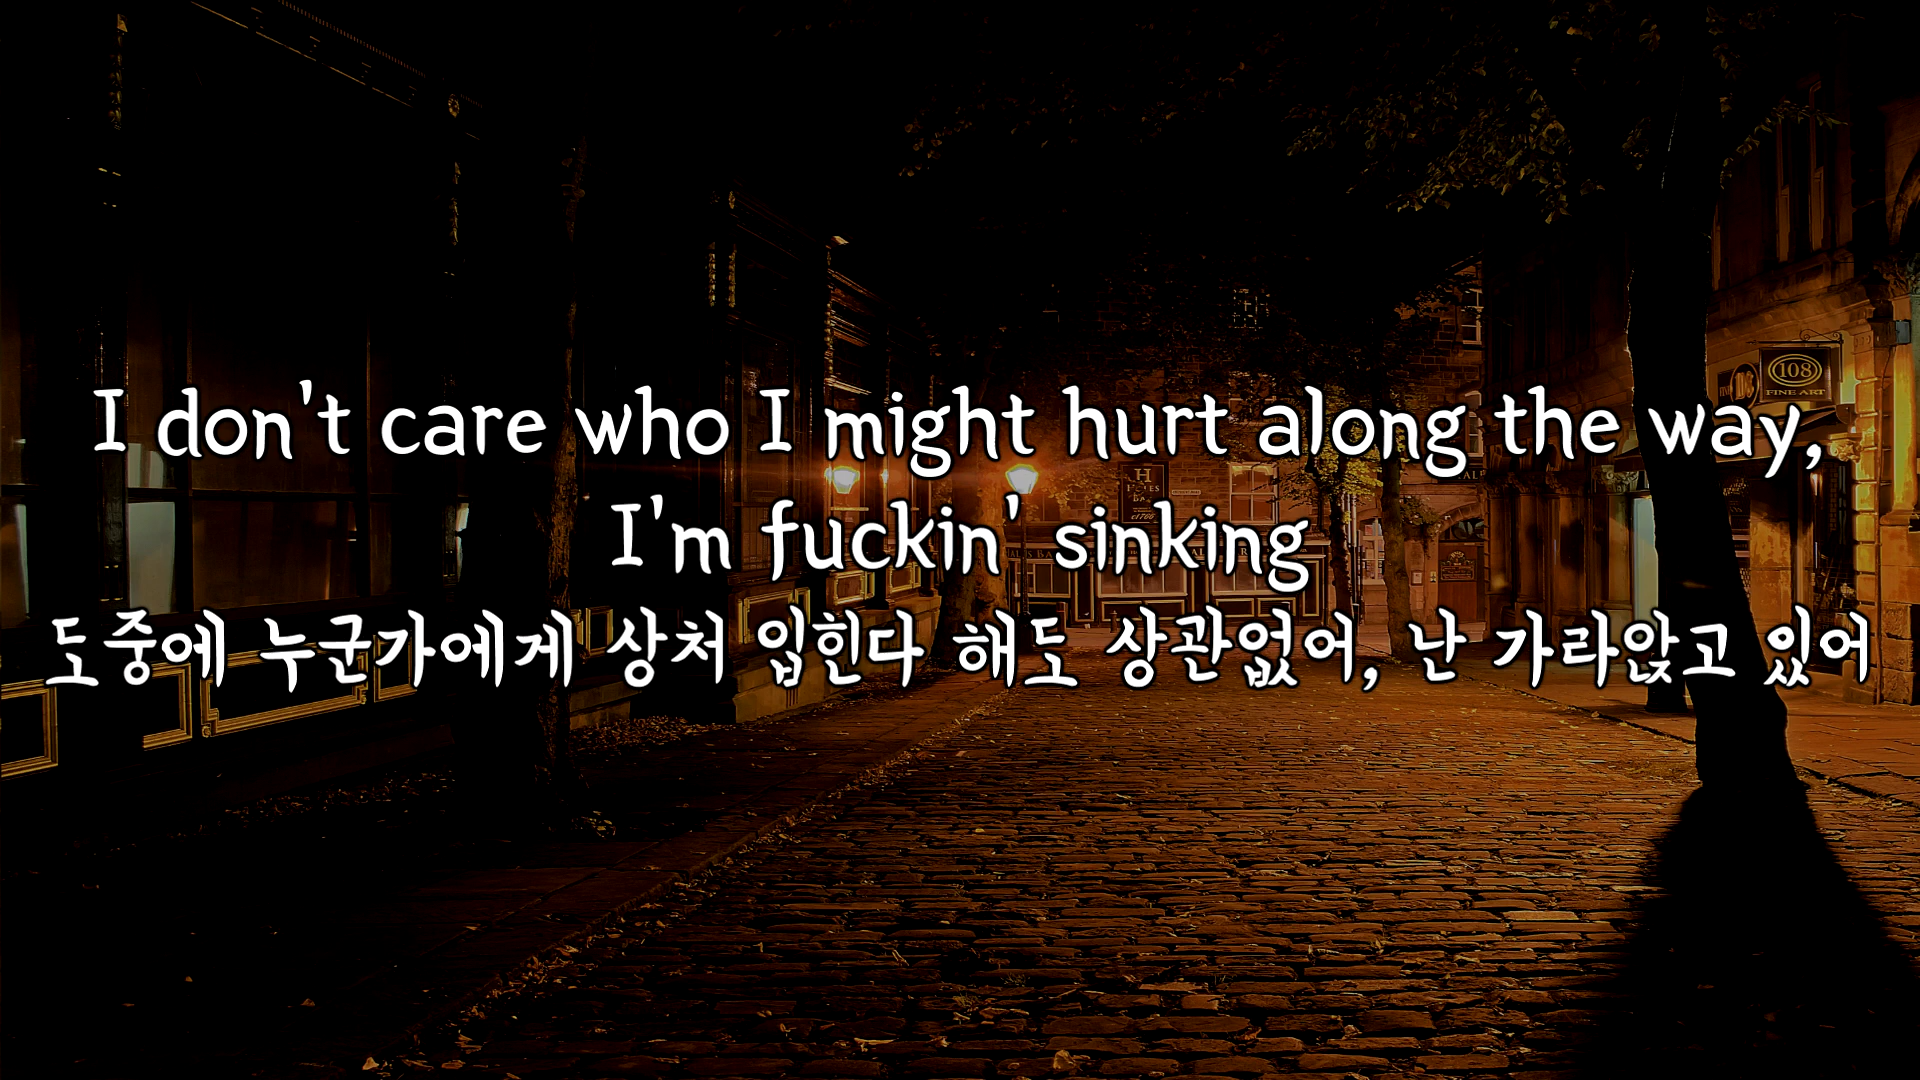 I don't care who I might hurt along the way,
I'm fuckin' sinking
도중에 누군가에게 상처 입힌다 해도 상관없어, 난 가라앉고 있어
108
FINE ART
H